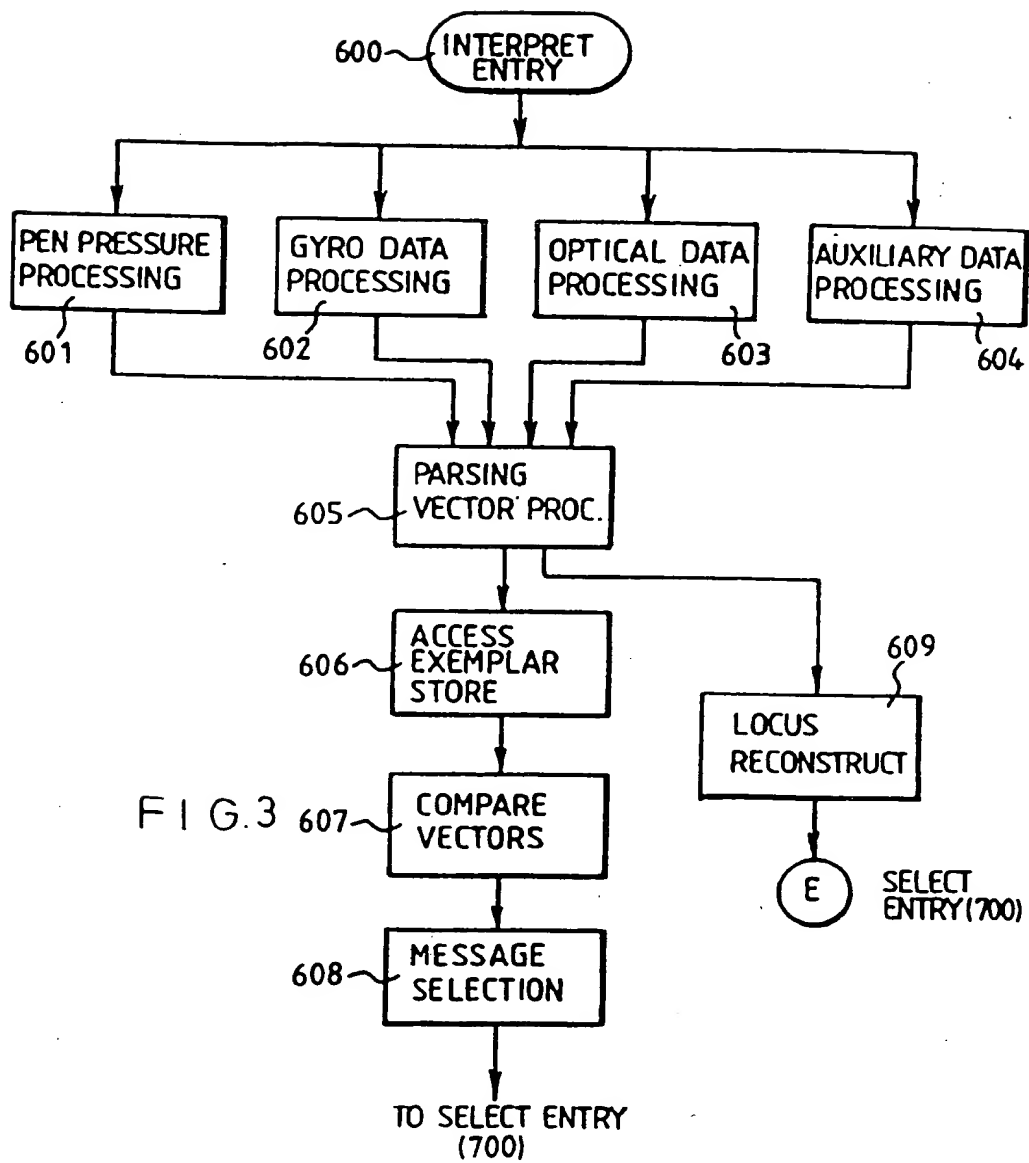 600
INTERPRET
ENTRY
PEN PRESSURE
PROCESSING
601
GYRO DATA
PROCESSING
602
OPTICAL DATA
PROCESSING
603
AUXILIARY DATA
PROCESSING
604
605
PARSING
VECTOR PROC.
606
ACCESS
EXEMPLAR
STORE
609
LOCUS
RECONSTRUCT
FIG.3
607
COMPARE
VECTORS
E
SELECT
ENTRY (700)
608
MESSAGE
SELECTION
TO SELECT ENTRY
(700)